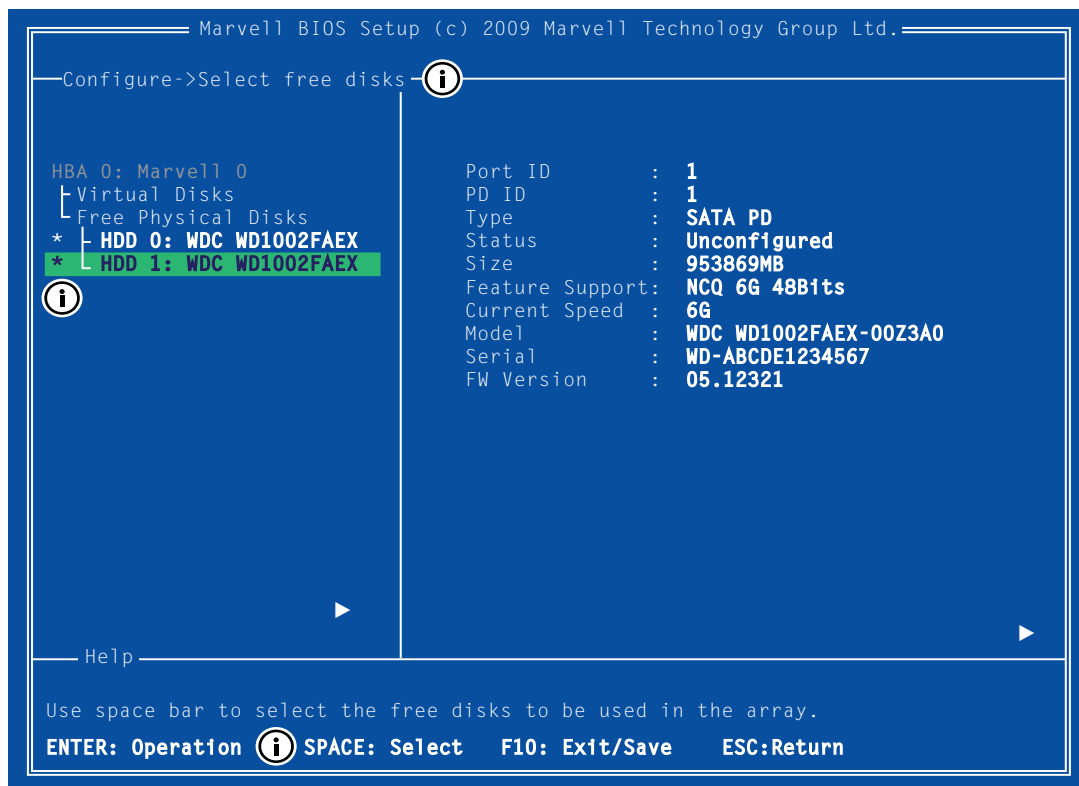 Marvell BIOS Setup (c) 2009 Marvell Technology Group Ltd.
Configure->Select free disks
i
HBA 0: Marvell 0
Virtual Disks
Free Physical Disks
* HDD 0: WDC WD1002FAEX
* HDD 1: WDC WD1002FAEX
i
Port ID : 1
PD ID : 1
Type : SATA PD
Status : Unconfigured
Size : 953869MB
Feature Support: NCQ 6G 48Bits
Current Speed : 6G
Model : WDC WD1002FAEX-00Z3A0
Serial : WD-ABCDE1234567
FW Version : 05.12321
Help
Use space bar to select the free disks to be used in the array.
ENTER: Operation i SPACE: Select F10: Exit/Save ESC:Return